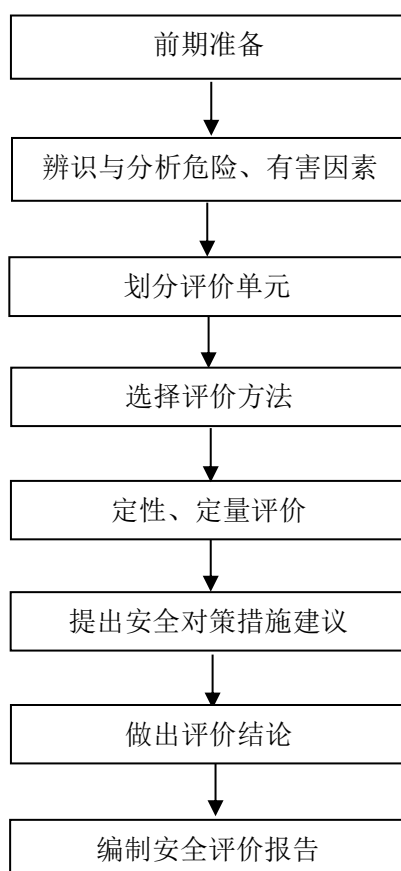 前期准备
辨识与分析危险、有害因素
划分评价单元
选择评价方法
定性、定量评价
提出安全对策措施建议
做出评价结论
编制安全评价报告